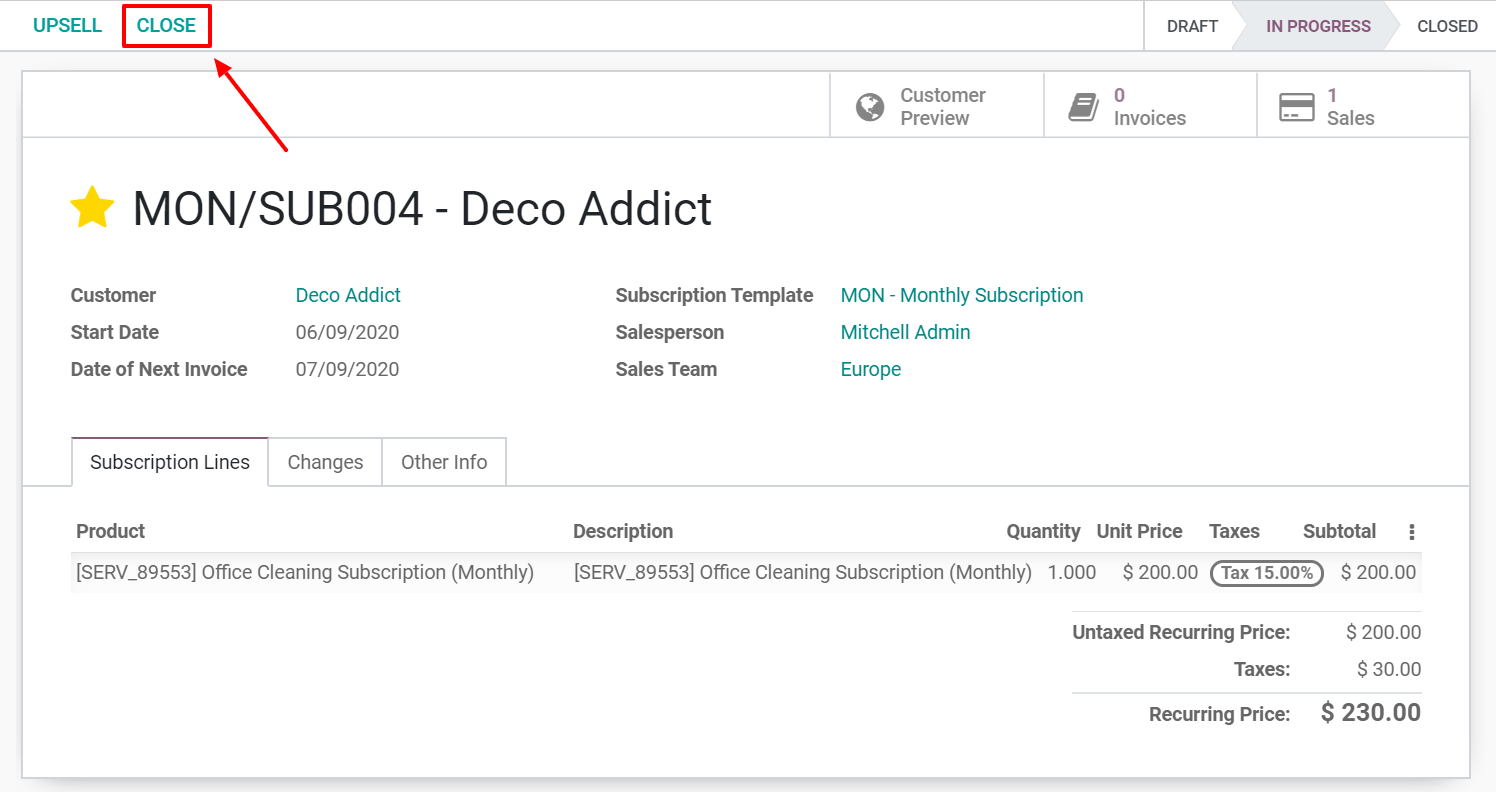 UPSELL CLOSE DRAFT IN PROGRESS CLOSED
Customer Preview
0 Invoices
1 Sales
MON/SUB004 - Deco Addict
Customer Deco Addict Subscription Template MON - Monthly Subscription
Start Date 06/09/2020 Salesperson Mitchell Admin
Date of Next Invoice 07/09/2020 Sales Team Europe
Subscription Lines Changes Other Info
Product Description Quantity Unit Price Taxes Subtotal
[SERV_89553] Office Cleaning Subscription (Monthly) [SERV_89553] Office Cleaning Subscription (Monthly) 1.000 $ 200.00 Tax 15.00% $ 200.00
Untaxed Recurring Price: $ 200.00
Taxes: $ 30.00
Recurring Price: $ 230.00